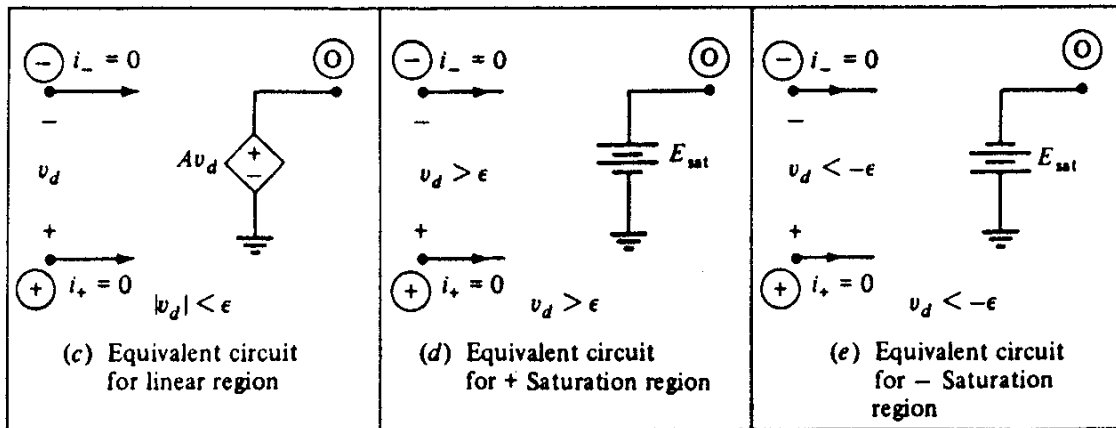 − i₋ = 0
O
−
v_d
+
Av_d
+
−
+ i₊ = 0
|v_d| < ϵ
(c) Equivalent circuit
for linear region
− i₋ = 0
O
−
v_d > ϵ
E_sat
+
+ i₊ = 0
v_d > ϵ
(d) Equivalent circuit
for + Saturation region
− i₋ = 0
O
−
v_d < −ϵ
E_sat
+
+ i₊ = 0
v_d < −ϵ
(e) Equivalent circuit
for − Saturation
region